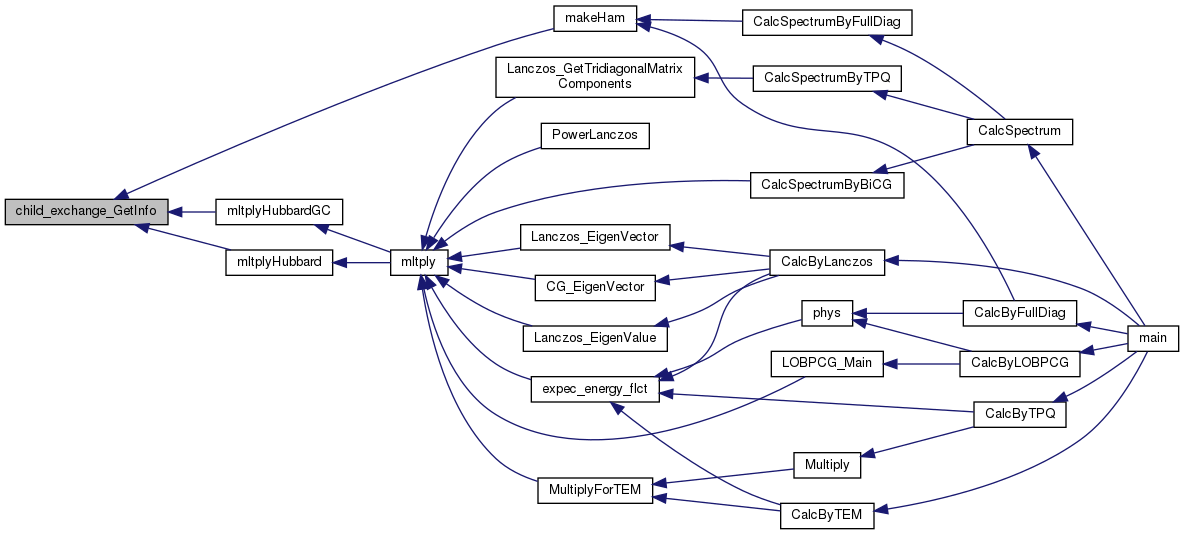 makeHam
CalcSpectrumByFullDiag
Lanczos_GetTridiagonalMatrix
Components
CalcSpectrumByTPQ
PowerLanczos
CalcSpectrum
CalcSpectrumByBiCG
child_exchange_GetInfo
mltplyHubbardGC
mltplyHubbard
mltply
Lanczos_EigenVector
CG_EigenVector
Lanczos_EigenValue
CalcByLanczos
phys
CalcByFullDiag
main
LOBPCG_Main
CalcByLOBPCG
expec_energy_flct
CalcByTPQ
Multiply
MultiplyForTEM
CalcByTEM